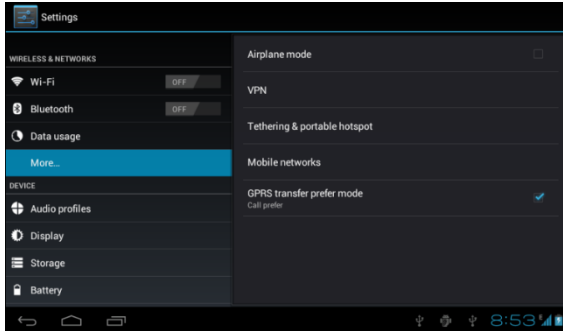 Settings
WIRELESS & NETWORKS
Wi-Fi
OFF
Bluetooth
OFF
Data usage
More...
DEVICE
Audio profiles
Display
Storage
Battery
Airplane mode
VPN
Tethering & portable hotspot
Mobile networks
GPRS transfer prefer mode
Call prefer
8:53